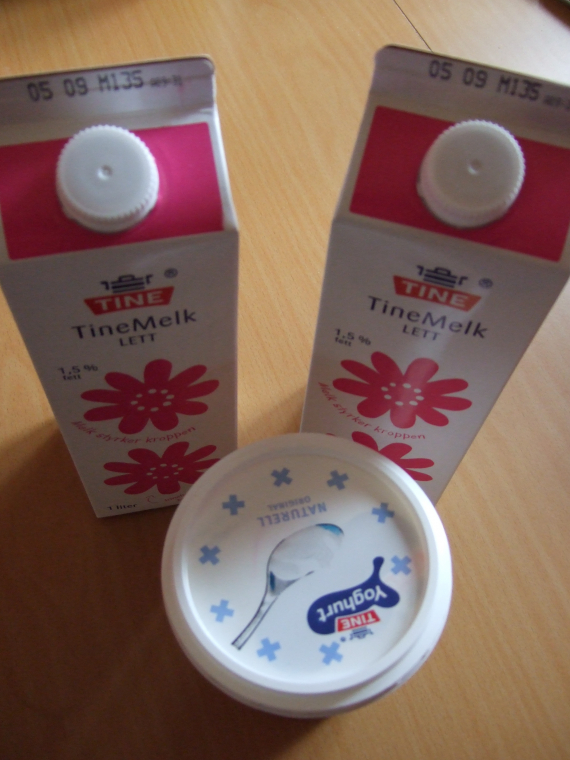 05 09 M135
TINE ®
TineMelk
LETT
1,5 %
fett
Melk styrker kroppen
1 liter
05 09 M135
TINE ®
TineMelk
LETT
1,5 %
fett
Melk styrker kroppen
TINE ®
Yoghurt
NATURELL
ORIGINAL